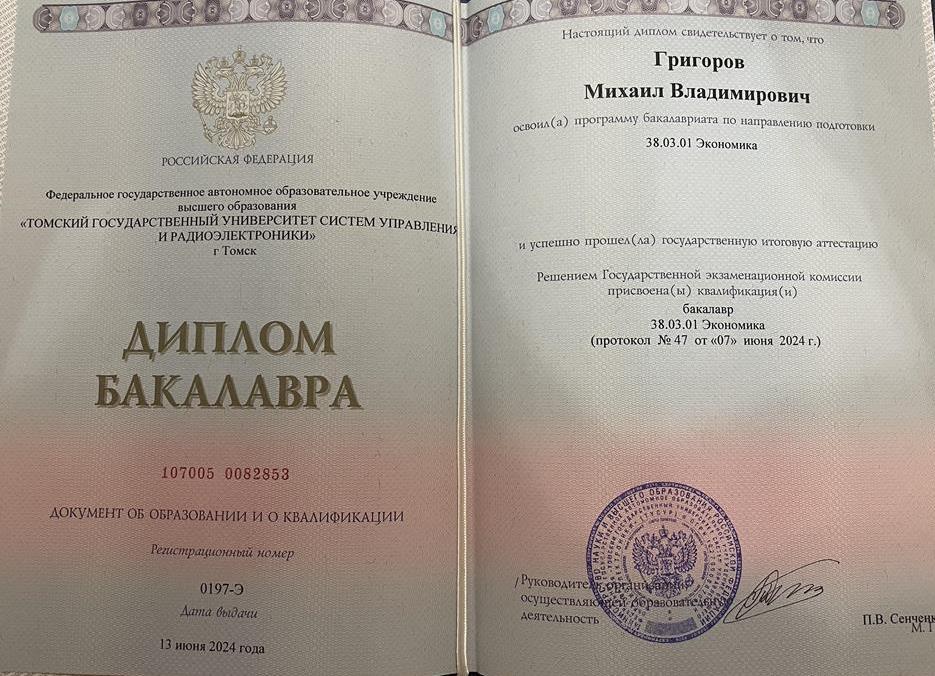 РОССИЙСКАЯ ФЕДЕРАЦИЯ
Федеральное государственное автономное образовательное учреждение
высшего образования
«ТОМСКИЙ ГОСУДАРСТВЕННЫЙ УНИВЕРСИТЕТ СИСТЕМ УПРАВЛЕНИЯ
И РАДИОЭЛЕКТРОНИКИ»
г Томск
ДИПЛОМ
БАКАЛАВРА
107005 0082853
ДОКУМЕНТ ОБ ОБРАЗОВАНИИ И О КВАЛИФИКАЦИИ
Регистрационный номер
0197-Э
Дата выдачи
13 июня 2024 года
Настоящий диплом свидетельствует о том, что
Григоров
Михаил Владимирович
освоил(а) программу бакалавриата по направлению подготовки
38.03.01 Экономика
и успешно прошел(ла) государственную итоговую аттестацию
Решением Государственной экзаменационной комиссии
присвоена(ы) квалификация(и)
бакалавр
38.03.01 Экономика
(протокол № 47 от «07» июня 2024 г.)
Руководитель организации,
осуществляющей образовательную
деятельность
П.В. Сенченк
М.